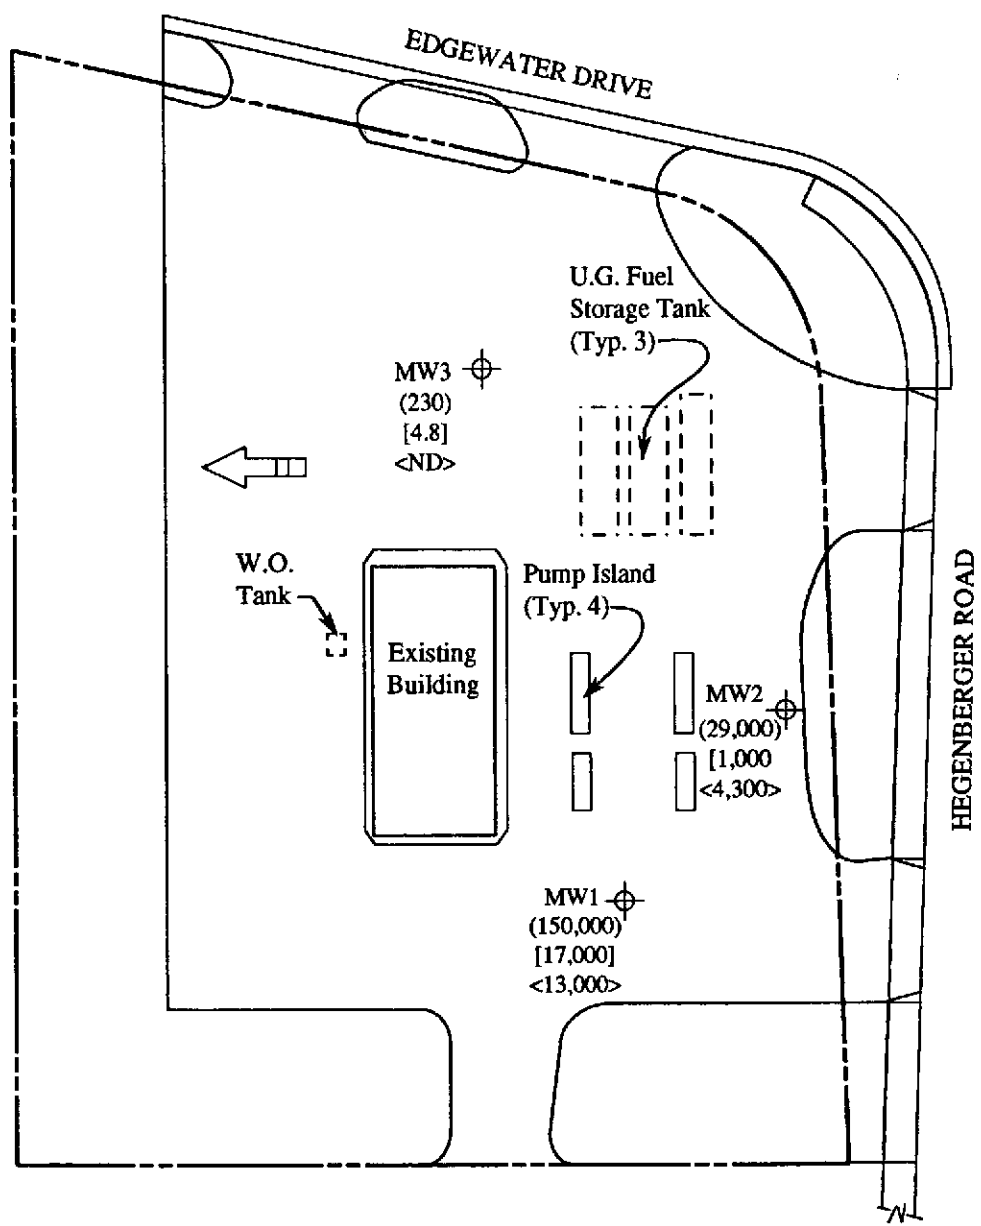 EDGEWATER DRIVE
U.G. Fuel
Storage Tank
(Typ. 3)
MW3
(230)
[4.8]
<ND>
W.O.
Tank
Pump Island
(Typ. 4)
Existing
Building
MW2
(29,000)
[1,000
<4,300>
HEGENBERGER ROAD
MW1
(150,000)
[17,000]
<13,000>